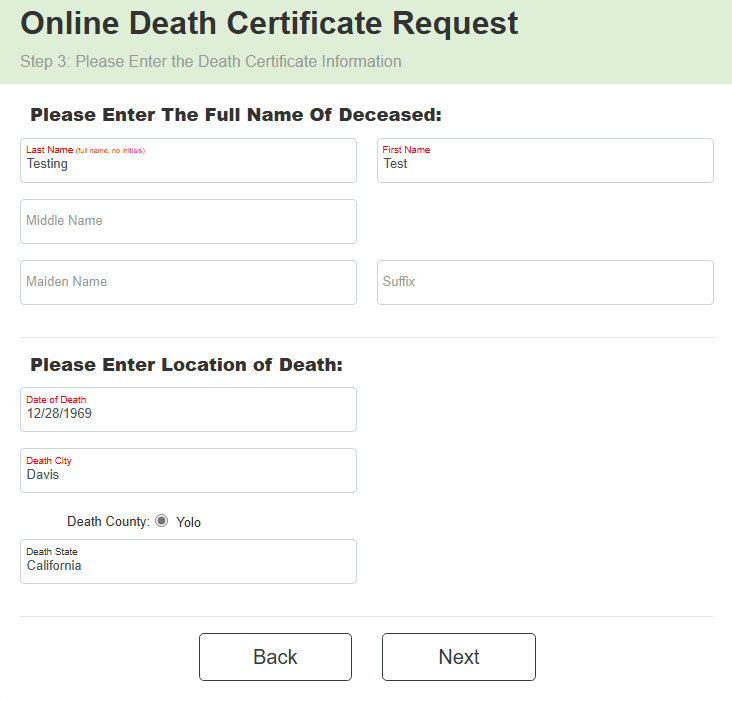 Online Death Certificate Request
Step 3: Please Enter the Death Certificate Information
Please Enter The Full Name Of Deceased:
Last Name (full name, no initials)
Testing
First Name
Test
Middle Name
Maiden Name
Suffix
Please Enter Location of Death:
Date of Death
12/28/1969
Death City
Davis
Death County: Yolo
Death State
California
Back
Next